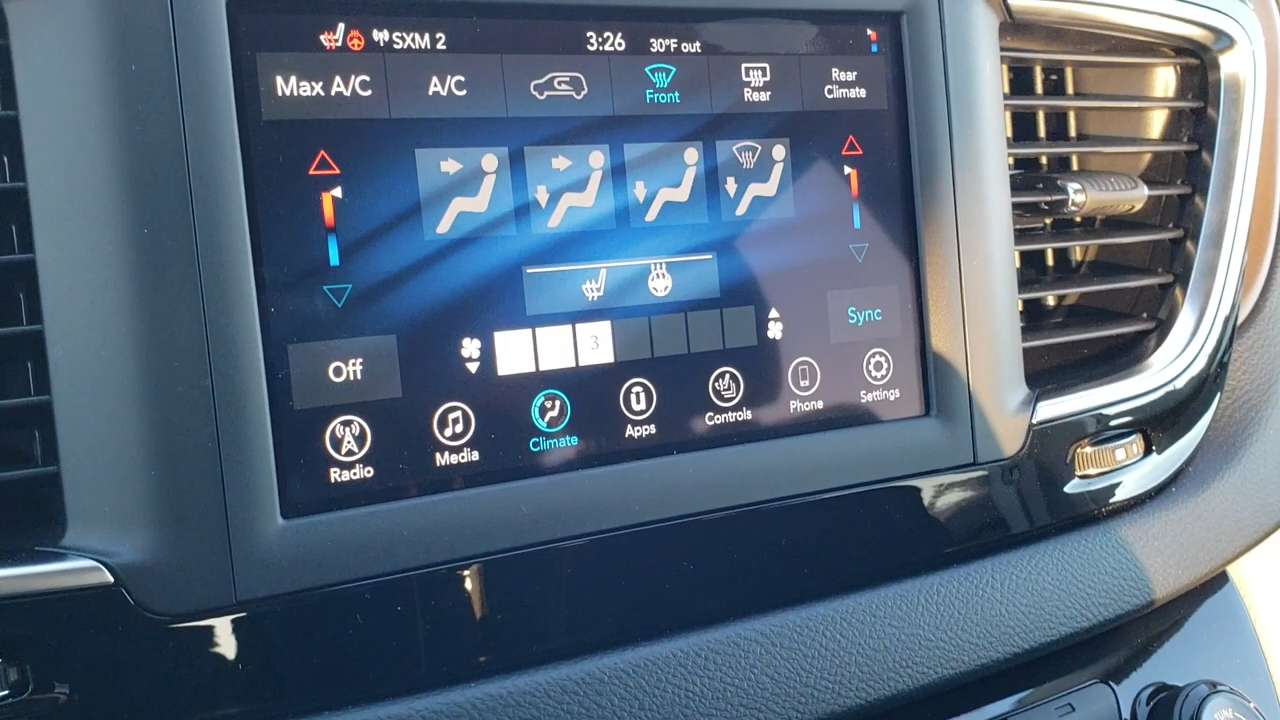 SXM 2 3:26 30°F out
Max A/C A/C Front Rear Rear Climate
3
Sync
Off
Radio Media Climate Apps Controls Phone Settings
TUNE